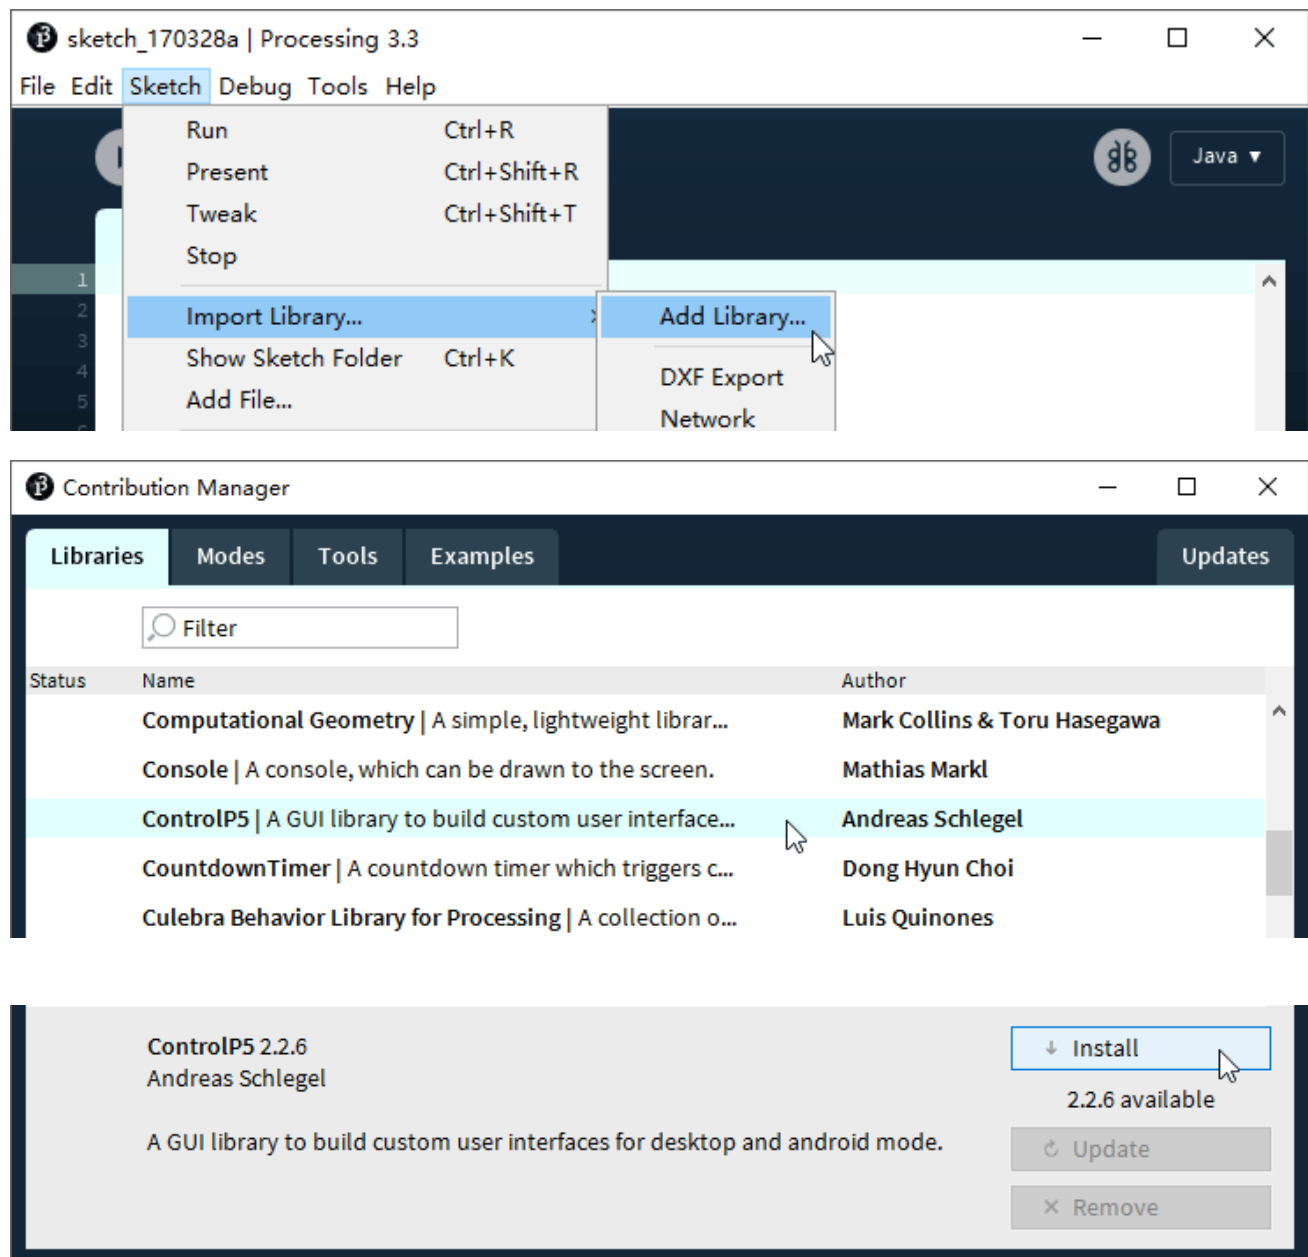 sketch_170328a | Processing 3.3
File Edit Sketch Debug Tools Help
Run Ctrl+R
Present Ctrl+Shift+R
Tweak Ctrl+Shift+T
Stop
Java ▼
1
2
3
4
5
Import Library...
Show Sketch Folder Ctrl+K
Add File...
Add Library...
DXF Export
Network
Contribution Manager
Libraries Modes Tools Examples Updates
Filter
Status Name Author
Computational Geometry | A simple, lightweight librar... Mark Collins & Toru Hasegawa
Console | A console, which can be drawn to the screen. Mathias Markl
ControlP5 | A GUI library to build custom user interface... Andreas Schlegel
CountdownTimer | A countdown timer which triggers c... Dong Hyun Choi
Culebra Behavior Library for Processing | A collection o... Luis Quinones
ControlP5 2.2.6
Andreas Schlegel
A GUI library to build custom user interfaces for desktop and android mode.
Install
2.2.6 available
Update
Remove